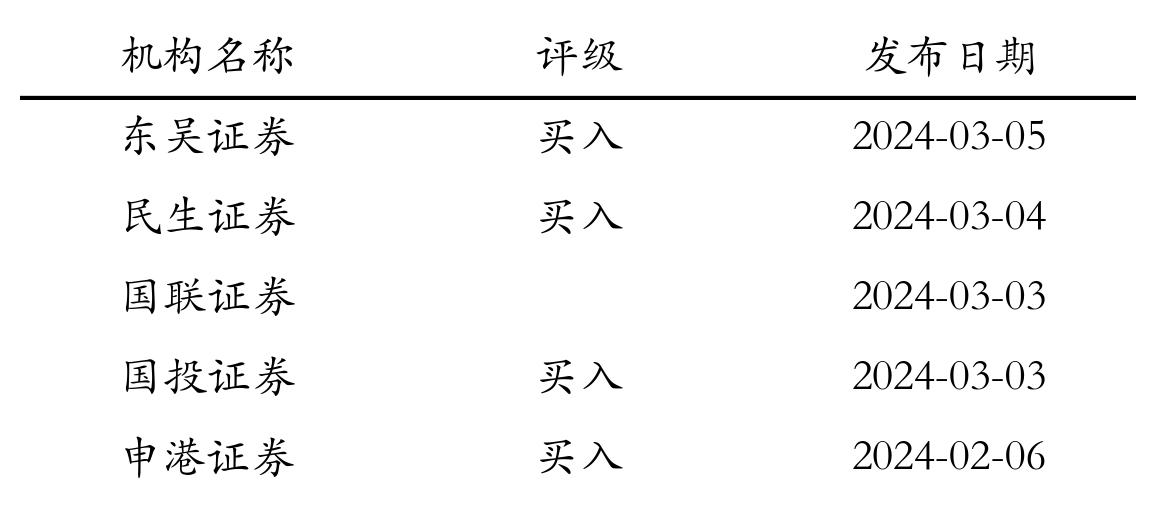 机构名称 评级 发布日期
东吴证券 买入 2024-03-05
民生证券 买入 2024-03-04
国联证券 2024-03-03
国投证券 买入 2024-03-03
申港证券 买入 2024-02-06